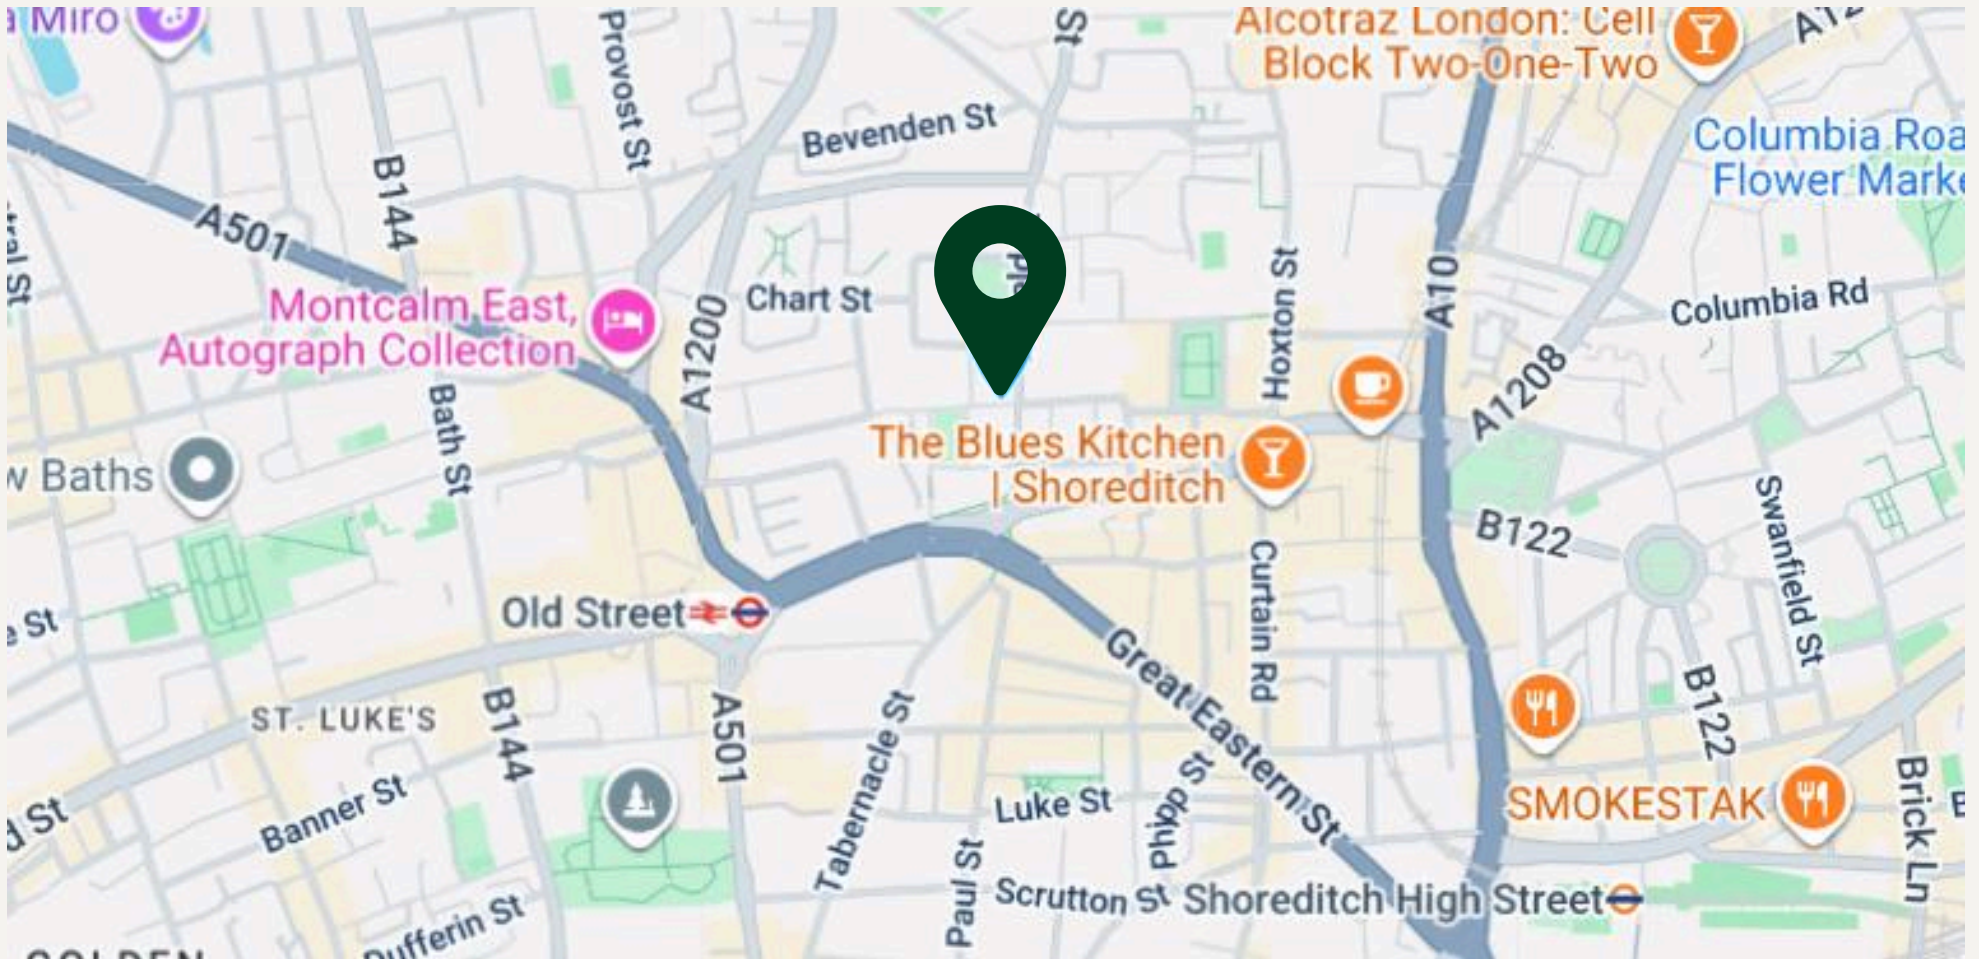 Miro
Provost St
St
Alcotraz London: Cell
Block Two-One-Two
Bevenden St
Columbia Roa
Flower Marke
B144
A501
A10
Hoxton St
Chart St
Columbia Rd
Montcalm East,
Autograph Collection
A1200
A1208
Bath St
The Blues Kitchen
| Shoreditch
w Baths
Swanfield St
B122
Curtain Rd
Old Street
Great Eastern St
ST. LUKE'S
B144
A501
Tabernacle St
B122
Phipp St
Luke St
SMOKESTAK
Brick Ln
Banner St
d St
Paul St
Scrutton St
Shoreditch High Street
Dufferin St